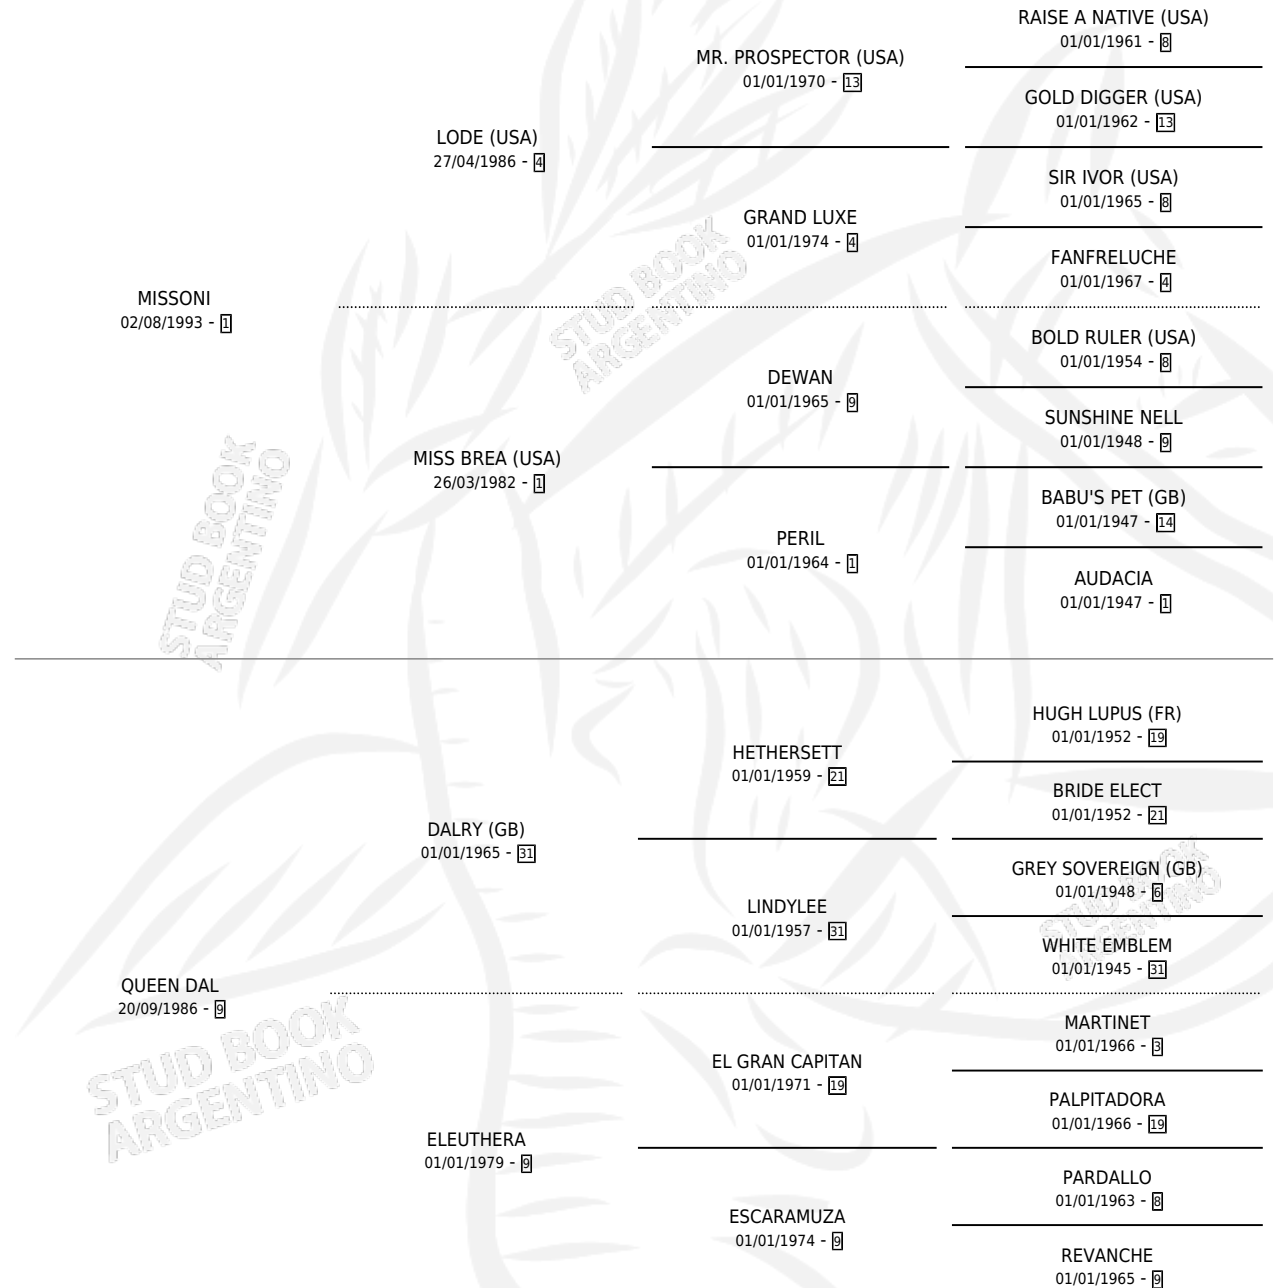 RAISE A NATIVE (USA)
01/01/1961 - 8
MR. PROSPECTOR (USA)
01/01/1970 - 13
GOLD DIGGER (USA)
01/01/1962 - 13
LODE (USA)
27/04/1986 - 4
SIR IVOR (USA)
01/01/1965 - 8
GRAND LUXE
01/01/1974 - 4
FANFRELUCHE
01/01/1967 - 4
MISSONI
02/08/1993 - 1
BOLD RULER (USA)
01/01/1954 - 8
DEWAN
01/01/1965 - 9
SUNSHINE NELL
01/01/1948 - 9
MISS BREA (USA)
26/03/1982 - 1
BABU'S PET (GB)
01/01/1947 - 14
PERIL
01/01/1964 - 1
AUDACIA
01/01/1947 - 1
STUD BOOK
ARGENTINO
STUD BOOK
ARGENTINO
HUGH LUPUS (FR)
01/01/1952 - 19
HETHERSETT
01/01/1959 - 21
BRIDE ELECT
01/01/1952 - 21
DALRY (GB)
01/01/1965 - 31
GREY SOVEREIGN (GB)
01/01/1948 - 6
LINDYLEE
01/01/1957 - 31
WHITE EMBLEM
01/01/1945 - 31
QUEEN DAL
20/09/1986 - 9
MARTINET
01/01/1966 - 3
EL GRAN CAPITAN
01/01/1971 - 19
PALPITADORA
01/01/1966 - 19
ELEUTHERA
01/01/1979 - 9
PARDALLO
01/01/1963 - 8
ESCARAMUZA
01/01/1974 - 9
REVANCHE
01/01/1965 - 9
STUD BOOK
ARGENTINO
STUD BOOK
ARGENTINO